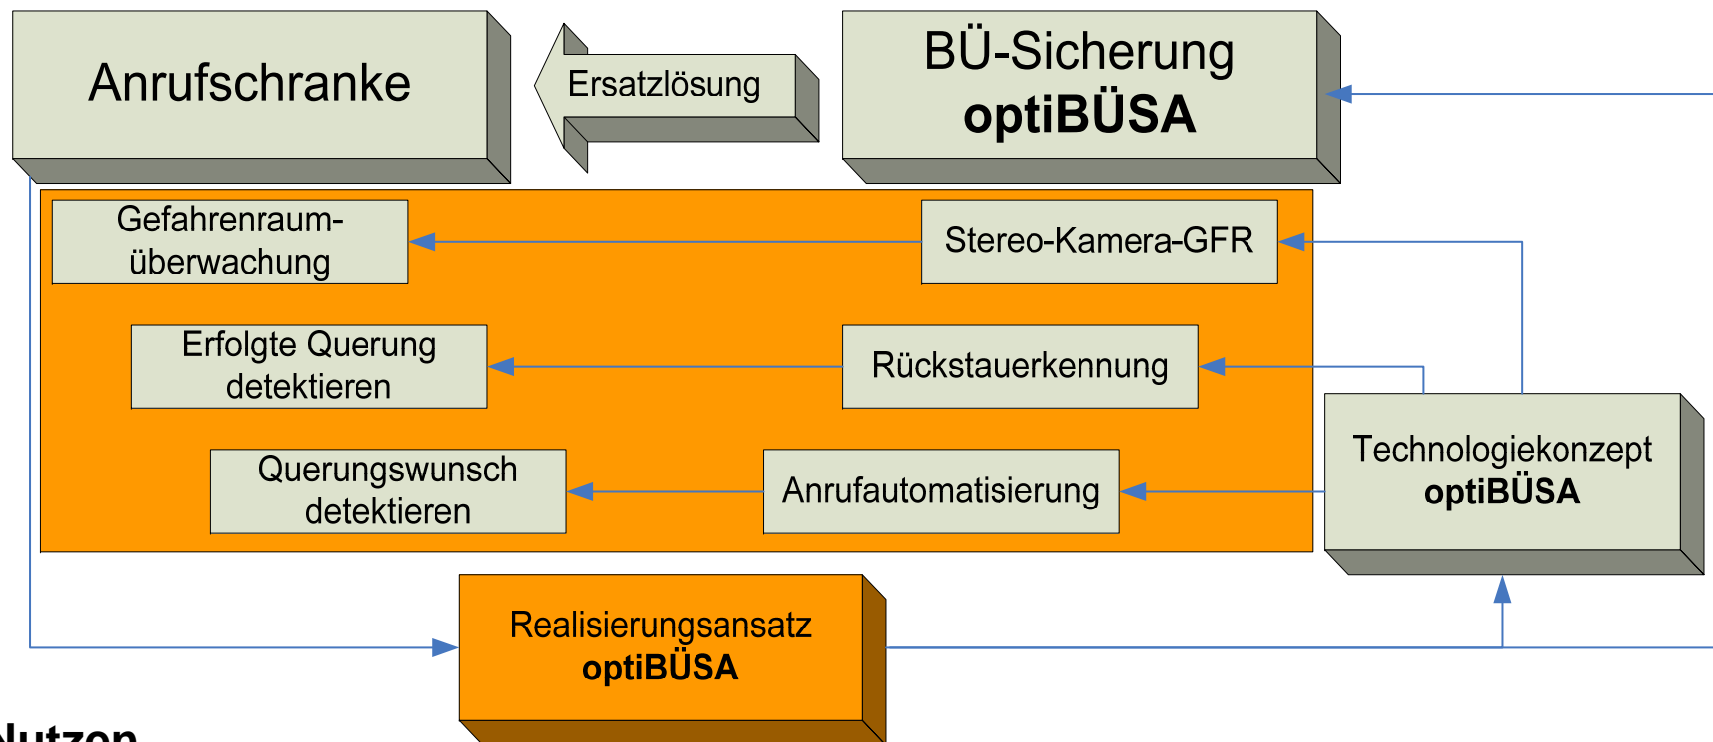 Anrufschranke
Ersatzlösung
BÜ-Sicherung
optiBÜSA
Gefahrenraum-
überwachung
Stereo-Kamera-GFR
Erfolgte Querung
detektieren
Rückstauerkennung
Querungswunsch
detektieren
Anrufautomatisierung
Technologiekonzept
optiBÜSA
Realisierungsansatz
optiBÜSA
Nutzen